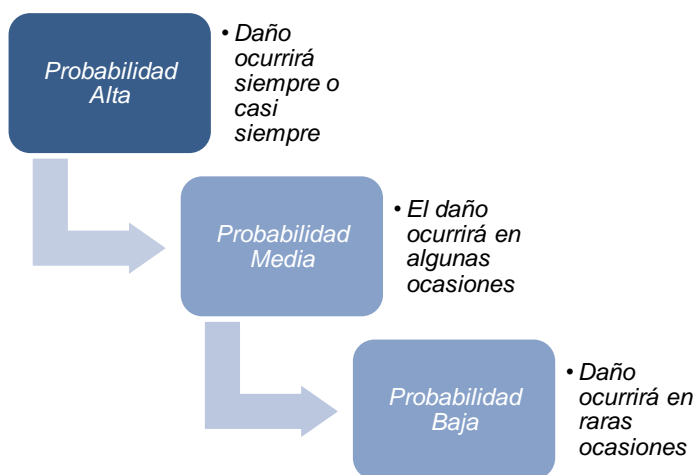 Probabilidad
Alta
• Daño
ocurrirá
siempre o
casi
siempre
Probabilidad
Media
• El daño
ocurrirá en
algunas
ocasiones
Probabilidad
Baja
• Daño
ocurrirá en
raras
ocasiones